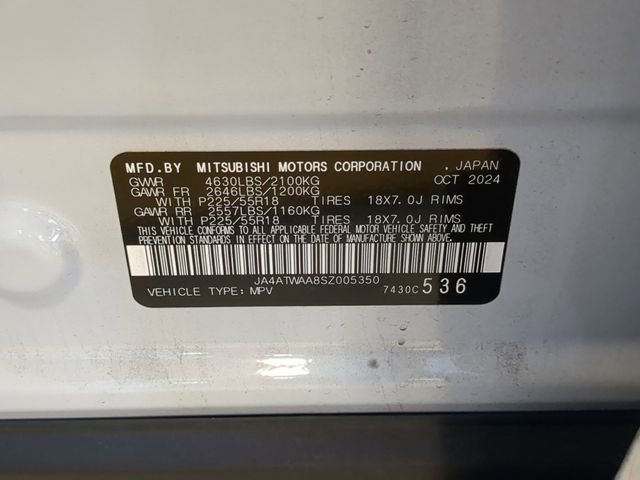 MFD.BY MITSUBISHI MOTORS CORPORATION . JAPAN
GVWR 4630LBS/2100KG OCT 2024
GAWR FR 2646LBS/1200KG
WITH P225/55R18 TIRES 18X7.0J RIMS
GAWR RR 2557LBS/1160KG
WITH P225/55R18 TIRES 18X7.0J RIMS
THIS VEHICLE CONFORMS TO ALL APPLICABLE FEDERAL MOTOR VEHICLE SAFETY AND THEFT
PREVENTION STANDARDS IN EFFECT ON THE DATE OF MANUFACTURE SHOWN ABOVE.
JA4ATWAA8SZ005350
VEHICLE TYPE: MPV 7430C 536